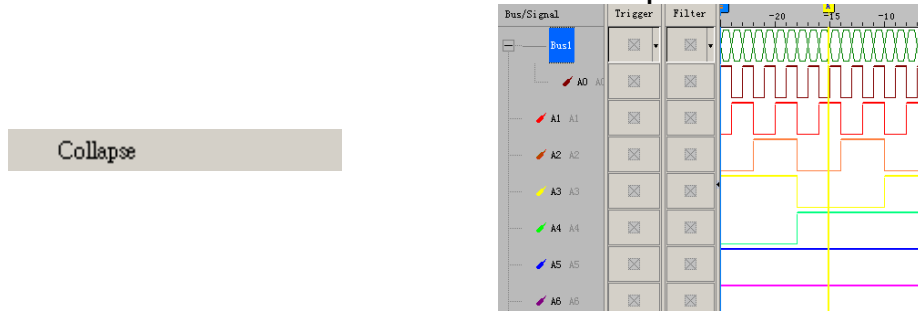 Collapse
Bus/Signal Trigger Filter
-20 -15 -10
A
Bus1
A0 A0
A1 A1
A2 A2
A3 A3
A4 A4
A5 A5
A6 A6